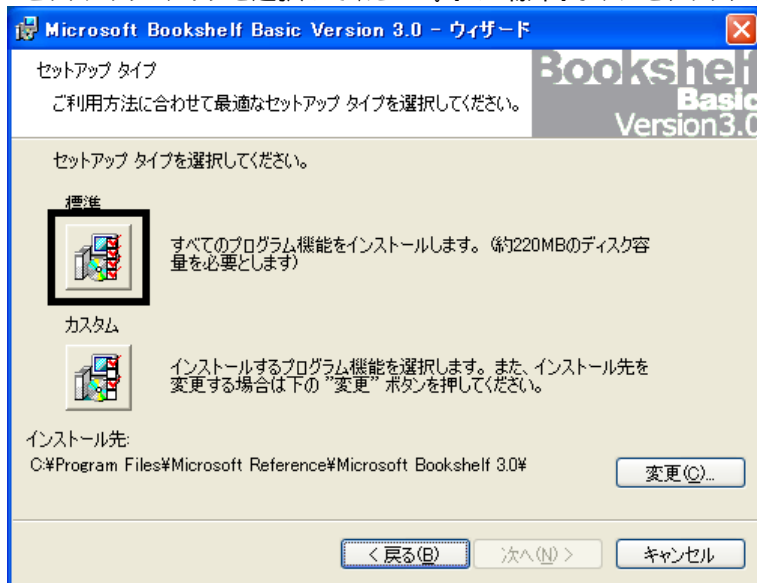 Microsoft Bookshelf Basic Version 3.0 - ウィザード
セットアップ タイプ
ご利用方法に合わせて最適なセットアップ タイプを選択してください。
Bookshelf
Basic
Version3.0
セットアップ タイプを選択してください。
標準
すべてのプログラム機能をインストールします。(約220MBのディスク容
量を必要とします)
カスタム
インストールするプログラム機能を選択します。また、インストール先を
変更する場合は下の "変更" ボタンを押してください。
インストール先:
C:¥Program Files¥Microsoft Reference¥Microsoft Bookshelf 3.0¥
変更(C)...
< 戻る(B)
次へ(N) >
キャンセル